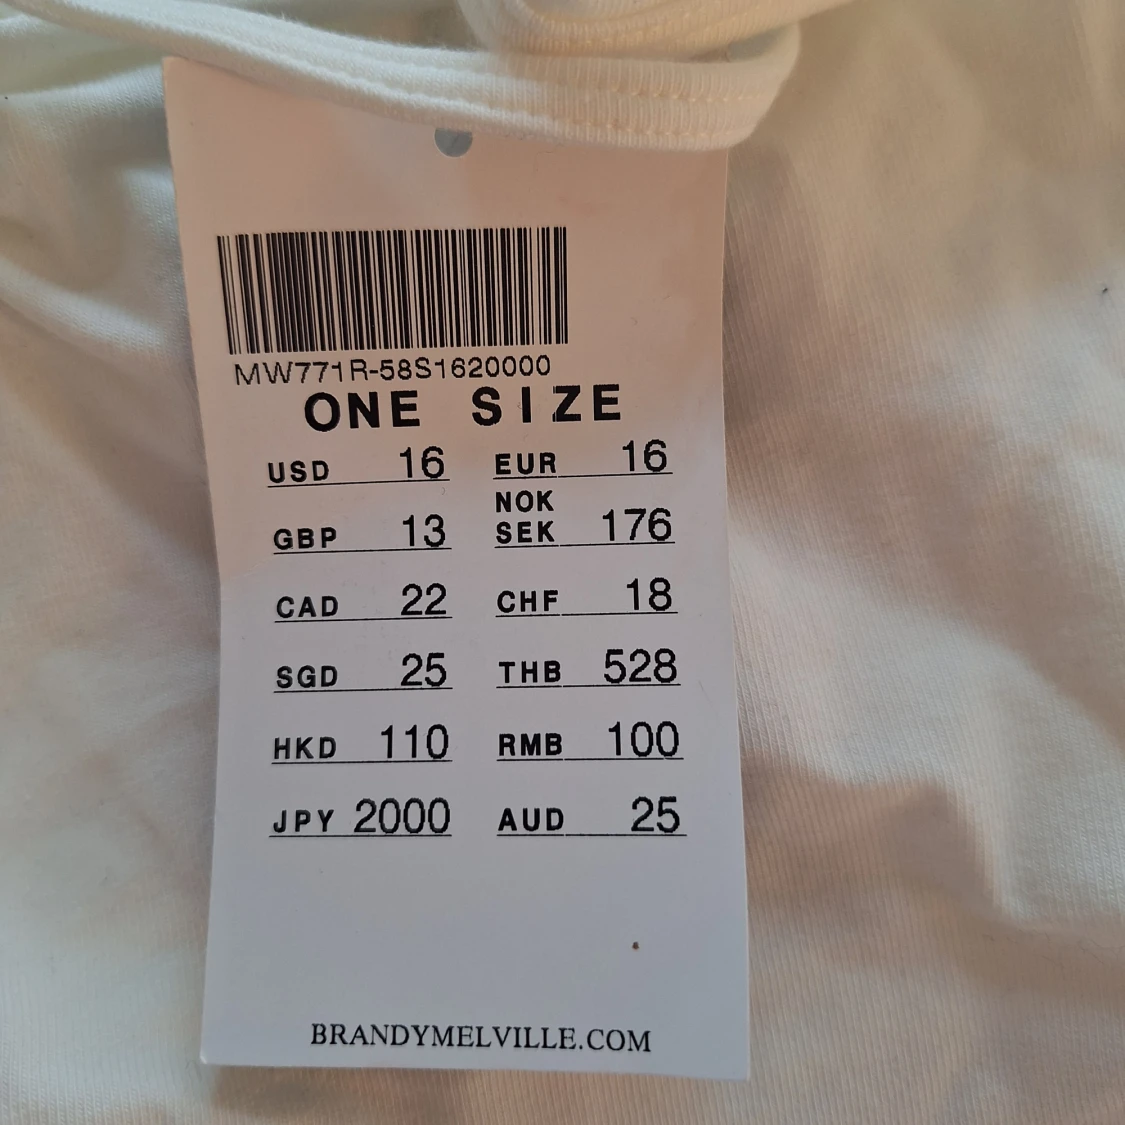 MW771R-58S1620000
ONE SIZE
USD 16 EUR 16
NOK
GBP 13 SEK 176
CAD 22 CHF 18
SGD 25 THB 528
HKD 110 RMB 100
JPY 2000 AUD 25
BRANDYMELVILLE.COM